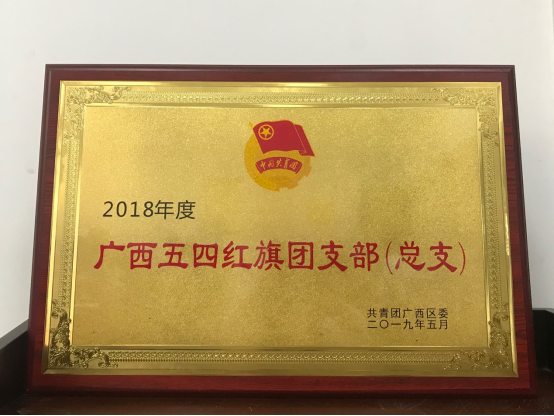 中国共青团
2018年度
广西五四红旗团支部(总支)
共青团广西区委
二〇一九年五月